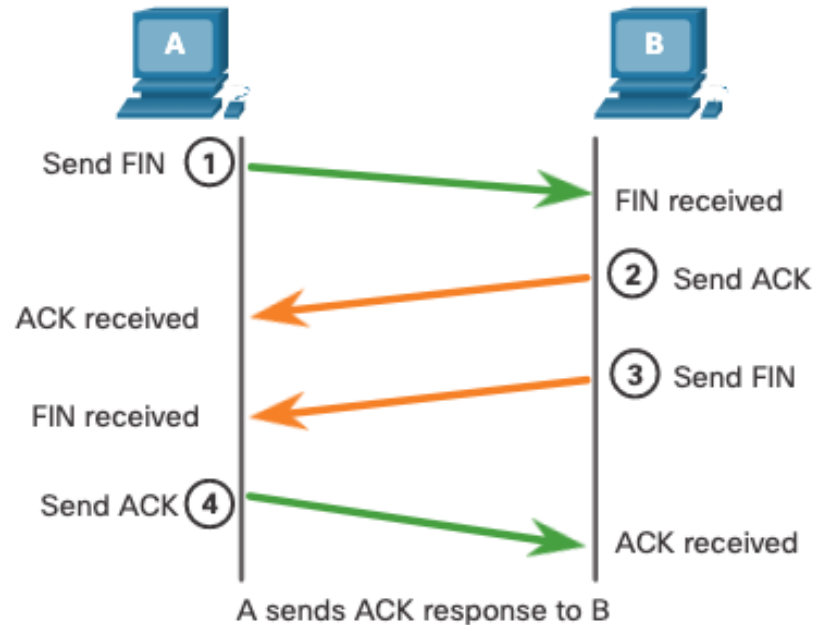 A
B
Send FIN 1
FIN received
2 Send ACK
ACK received
3 Send FIN
FIN received
Send ACK 4
ACK received
A sends ACK response to B